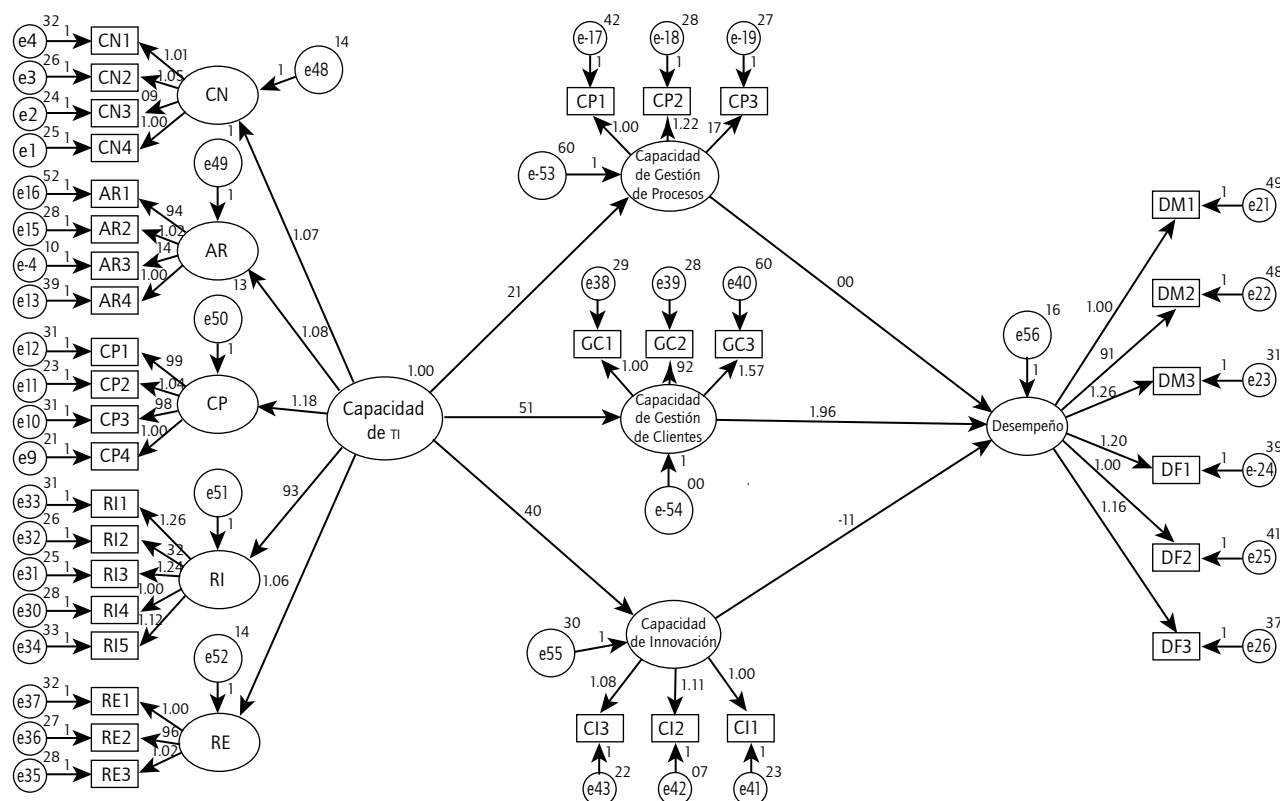 32
e4 1 CN1
26
e3 1 CN2
24
e2 1 CN3
25
e1 1 CN4
1.01
1.05
09
1.00
CN
1
14
e48
1
52
e16 1 AR1
28
e15 1 AR2
10
e-4 1 AR3
39
e13 1 AR4
94
1.02
14
1.00
AR
13
e49
1
31
e12 1 CP1
23
e11 1 CP2
31
e10 1 CP3
21
e9 1 CP4
99
1.04
98
1.00
CP
e50
1
31
e33 1 RI1
26
e32 1 RI2
25
e31 1 RI3
28
e30 1 RI4
33
e34 1 RI5
1.26
32
1.24
1.00
1.12
RI
e51
1
32
e37 1 RE1
27
e36 1 RE2
28
e35 1 RE3
1.00
96
1.02
RE
14
e52
1
1.07
1.08
1.18
93
1.06
1.00
Capacidad
de TI
21
51
40
42
e-17
1
CP1
28
e-18
1
CP2
27
e-19
1
CP3
1.00
1.22
17
60
e-53
1
Capacidad
de Gestión
de Procesos
29
e38
GC1
28
e39
GC2
60
e40
GC3
1.00
92
1.57
Capacidad
de Gestión
de Clientes
1
00
e-54
30
e55
1
Capacidad
de Innovación
1.08
1.11
1.00
CI3
CI2
CI1
1
1
1
22
e43
07
e42
23
e41
00
1.96
-11
16
e56
1
Desempeño
1.00
91
1.26
1.20
1.00
1.16
49
DM1 1 e21
48
DM2 1 e22
31
DM3 1 e23
39
DF1 1 e-24
41
DF2 1 e25
37
DF3 1 e26